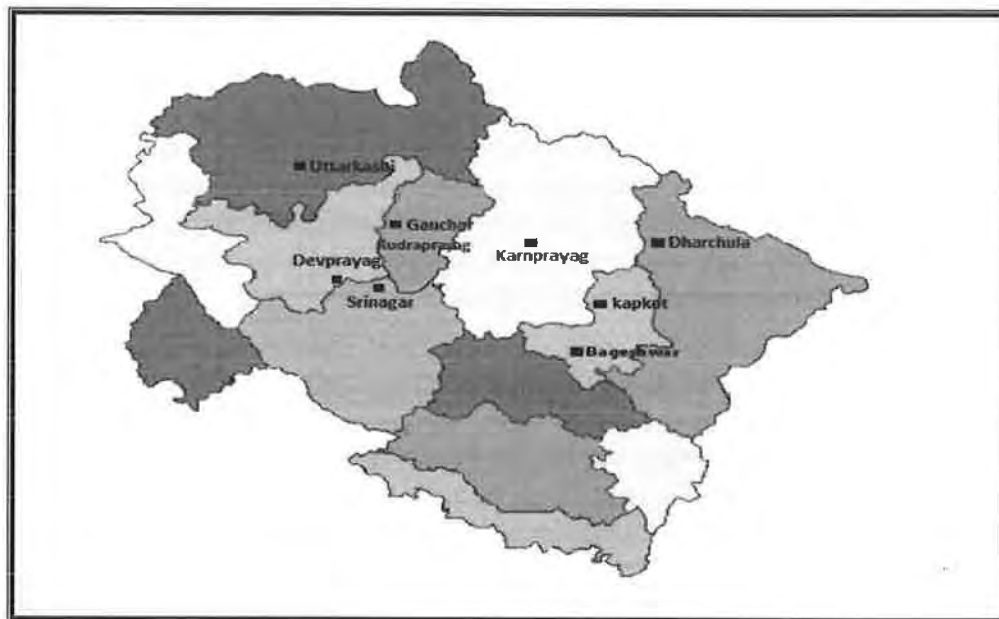 Uttarkashi
Gauchar
Rudraprayag
Karnprayag
Dharchula
Devprayag
Srinagar
kapkot
Bageshwar